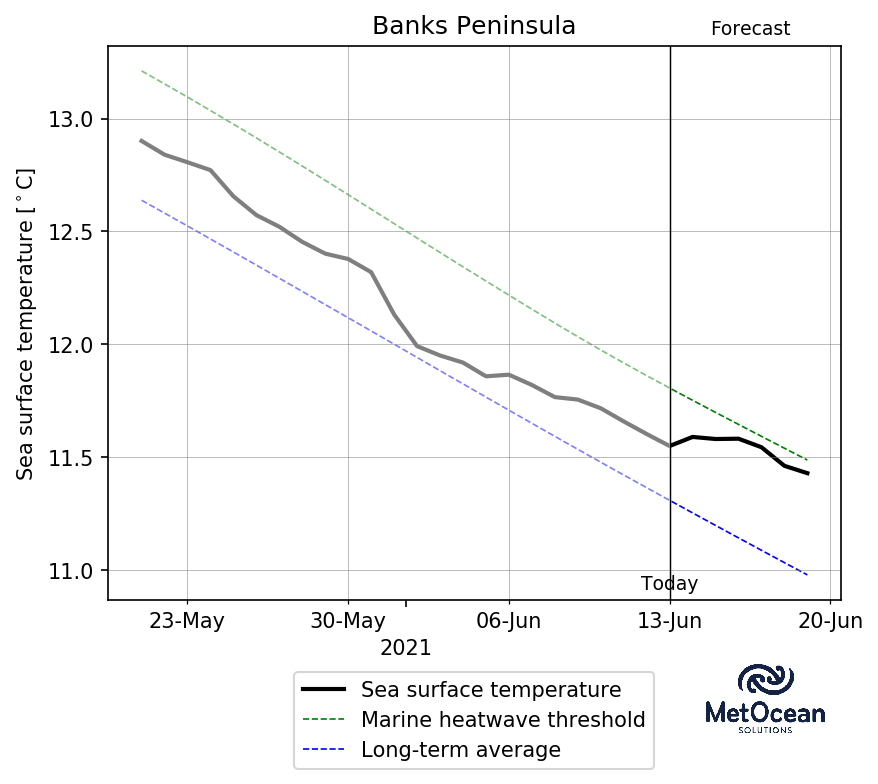 Banks Peninsula
Forecast
Sea surface temperature [°C]
13.0
12.5
12.0
11.5
11.0
Today
23-May
30-May
06-Jun
13-Jun
20-Jun
2021
Sea surface temperature
Marine heatwave threshold
Long-term average
MetOcean
SOLUTIONS